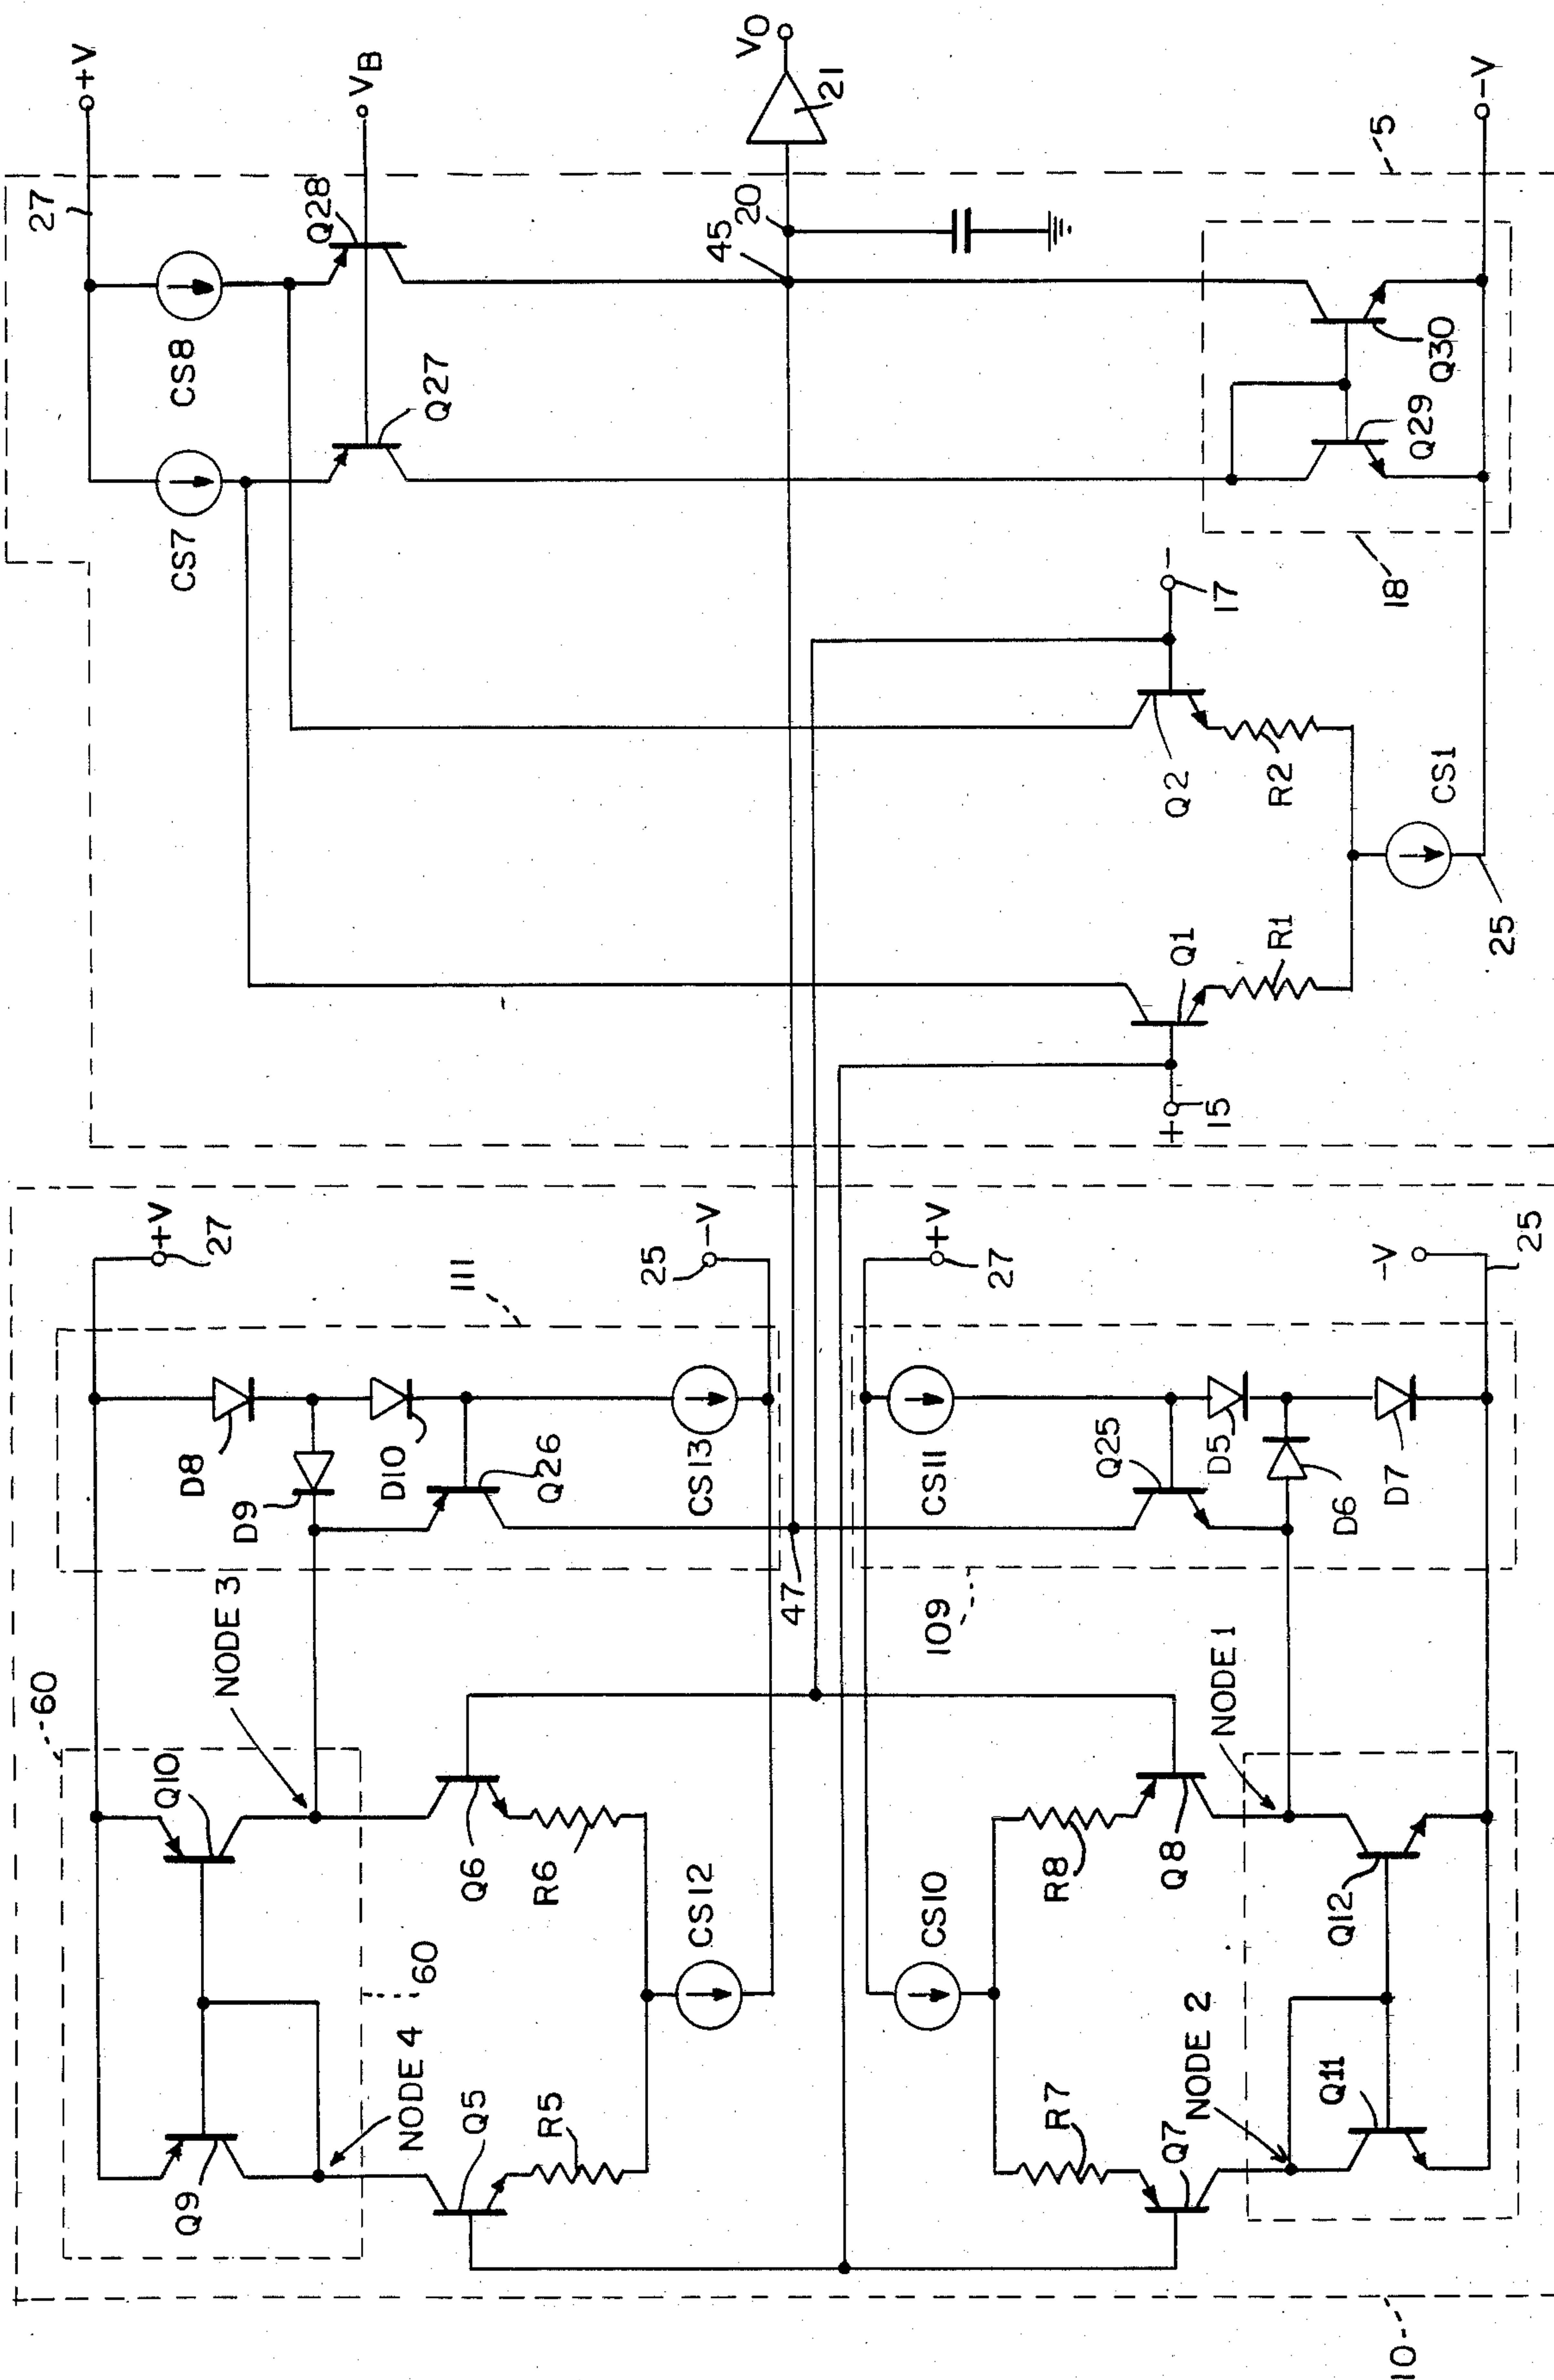 60
27
+V
Q9
Q10
+V
27
D8
CS7
CS8
NODE 3
D9
Q28
VB
NODE 4
60
D10
111
Q27
Q5
Q6
Q26
R5
R6
25
-V
CS12
CS13
45
20
VO
47
21
CS10
109
CS11
+V
27
R7
R8
Q25
Q7
Q8
NODE 2
NODE 1
D5
+
15
Q1
Q2
-
17
R1
R2
Q11
Q12
D6
D7
-V
10
CS1
18
Q29
Q30
5
25
25
-V